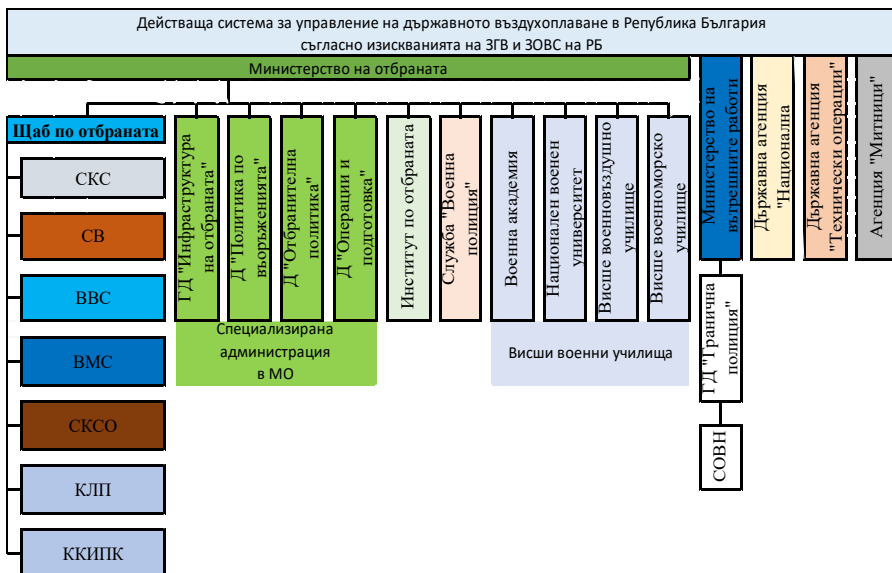 Действаща система за управление на държавното въздухоплаване в Република България
съгласно изискванията на ЗГВ и ЗОВС на РБ
Министерство на отбраната
Щаб по отбраната
СКС
СВ
ВВС
ВМС
СКСО
КЛП
ККИПК
ГД "Инфраструктура
на отбраната"
Д "Политика по
въоръженията"
Д "Отбранителна
политика"
Д "Операции и
подготовка"
Специализирана
администрация
в МО
Институт по отбраната
Служба "Военна
полиция"
Военна академия
Национален военен
университет
Висше военновъздушно
училище
Висше военноморско
училище
Висши военни училища
Министерство на
вътрешните работи
ГД "Гранична
полиция"
СОВН
Държавна агенция
"Национална
Държавна агенция
"Технически операции"
Агенция "Митници"